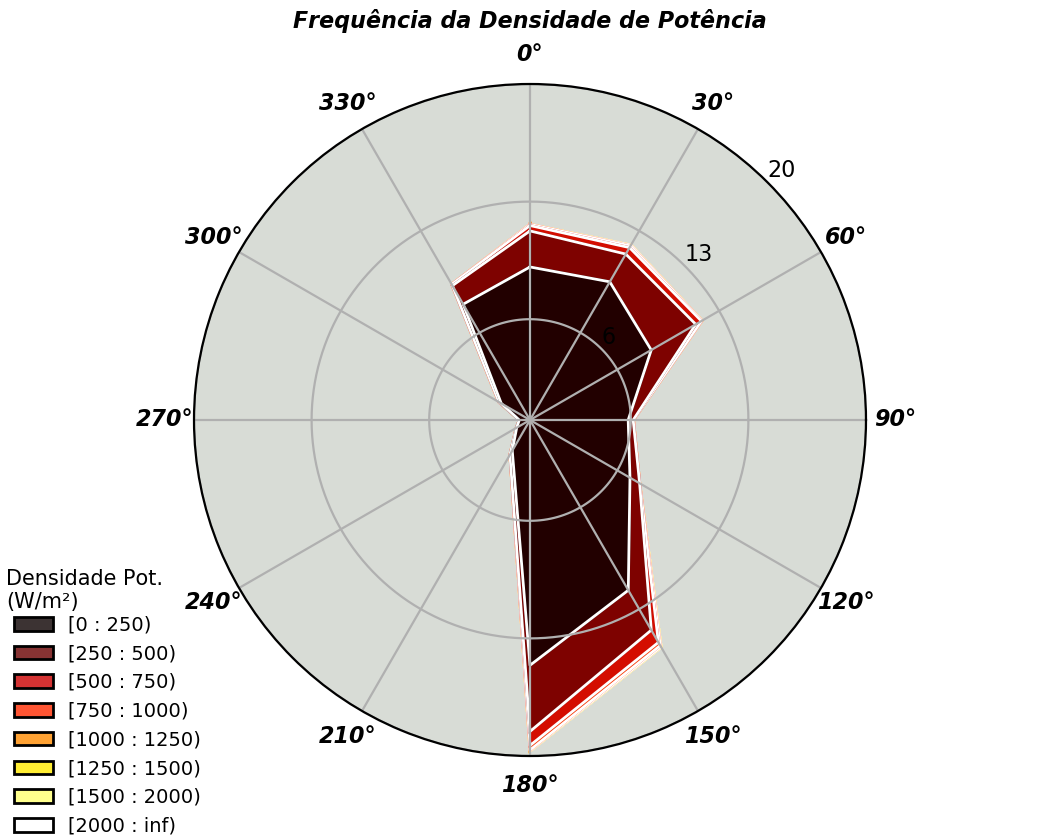 Frequência da Densidade de Potência
0°
330°
30°
20
300°
60°
13
6
270°
90°
240°
120°
210°
150°
180°
Densidade Pot.
(W/m²)
[0 : 250)
[250 : 500)
[500 : 750)
[750 : 1000)
[1000 : 1250)
[1250 : 1500)
[1500 : 2000)
[2000 : inf)